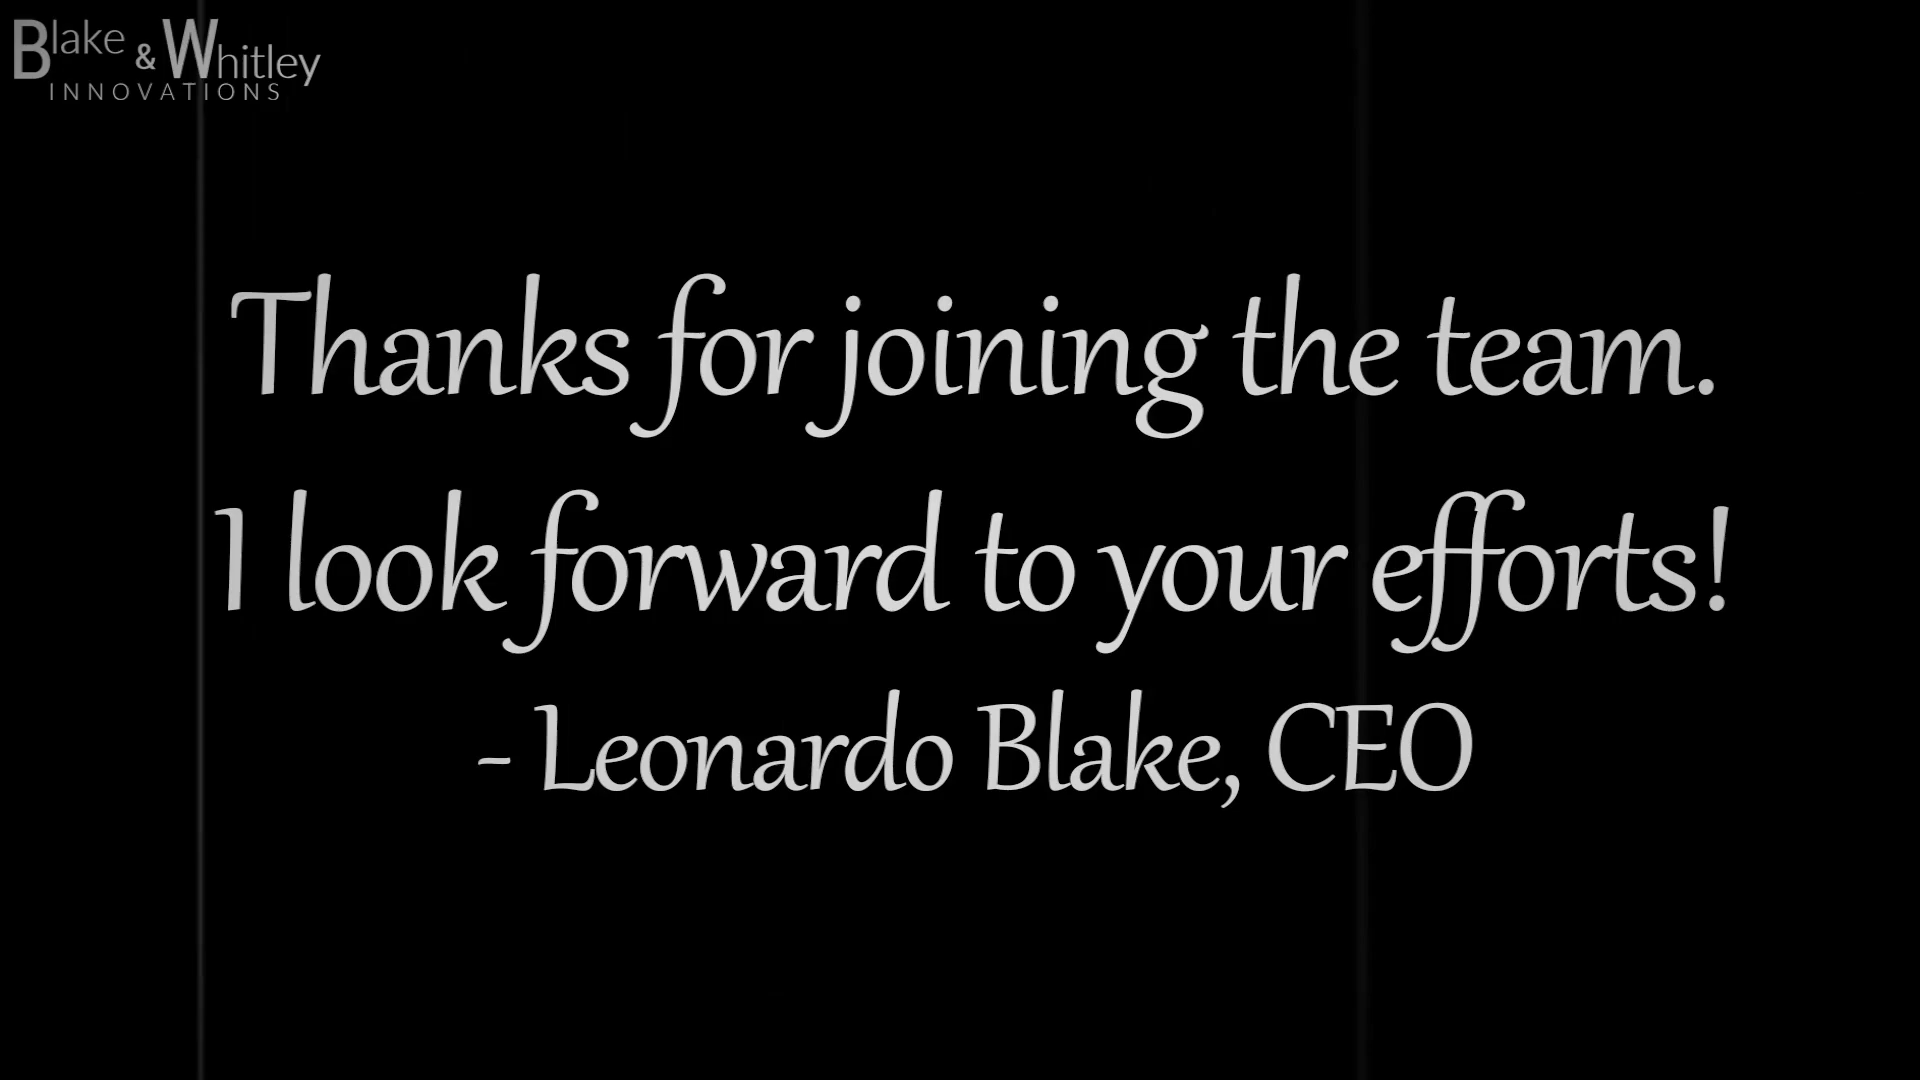 Blake & Whitley
INNOVATIONS
Thanks for joining the team.
I look forward to your efforts!
- Leonardo Blake, CEO